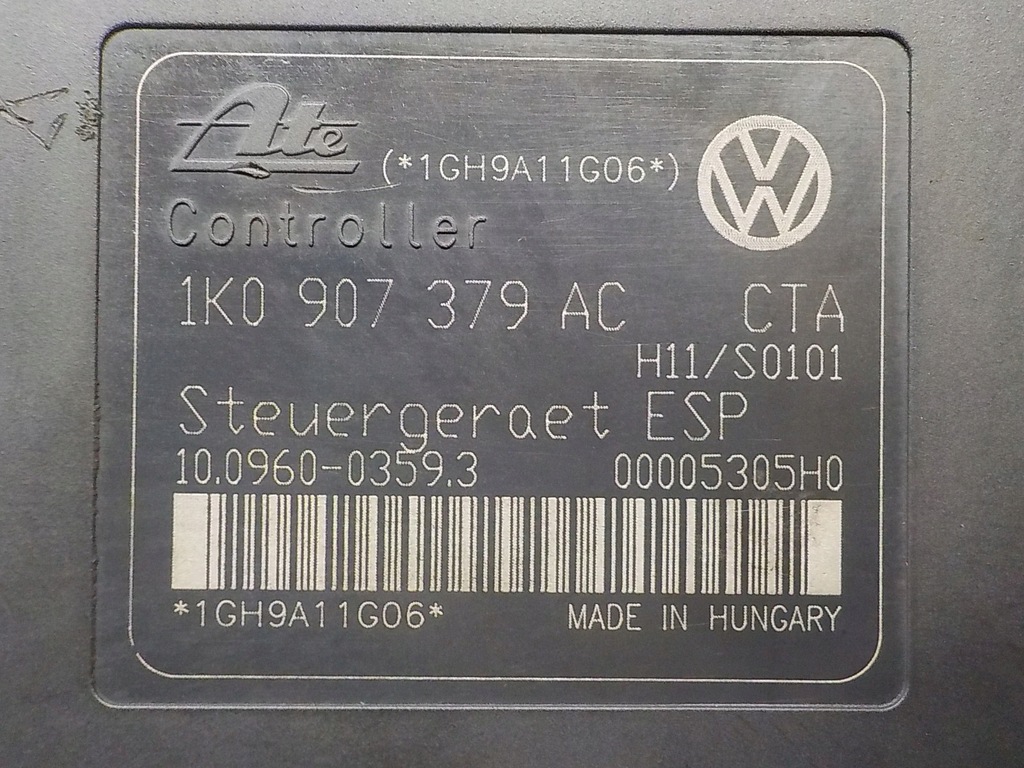 Ate (*1GH9A11G06*)
Controller
1K0 907 379 AC CTA
H11/S0101
Steuergeraet ESP
10.0960-0359.3 00005305H0
*1GH9A11G06* MADE IN HUNGARY